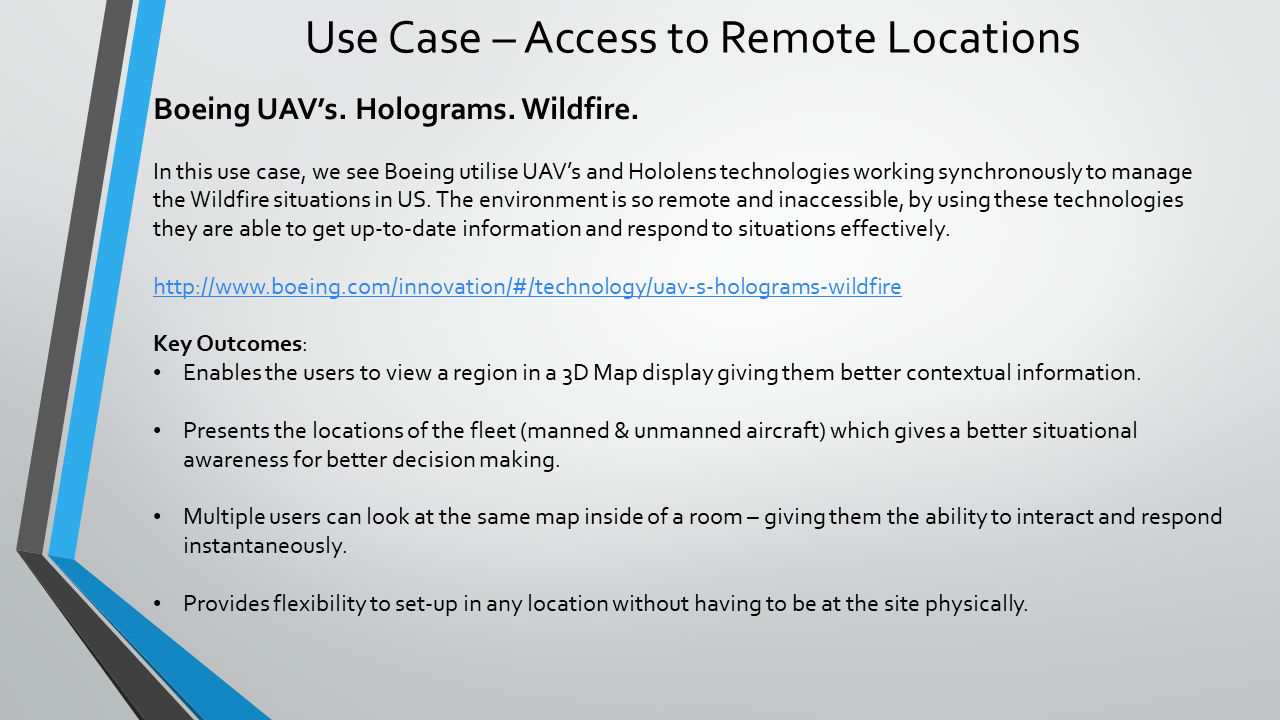 Use Case – Access to Remote Locations
Boeing UAV's. Holograms. Wildfire.
In this use case, we see Boeing utilise UAV's and Hololens technologies working synchronously to manage
the Wildfire situations in US. The environment is so remote and inaccessible, by using these technologies
they are able to get up-to-date information and respond to situations effectively.
http://www.boeing.com/innovation/#/technology/uav-s-holograms-wildfire
Key Outcomes:
• Enables the users to view a region in a 3D Map display giving them better contextual information.
• Presents the locations of the fleet (manned & unmanned aircraft) which gives a better situational
awareness for better decision making.
• Multiple users can look at the same map inside of a room – giving them the ability to interact and respond
instantaneously.
• Provides flexibility to set-up in any location without having to be at the site physically.